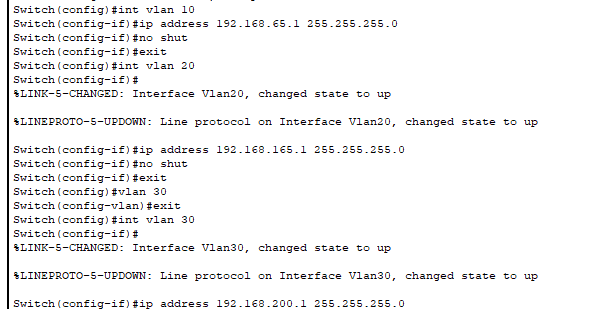 Switch(config)#int vlan 10
Switch(config-if)#ip address 192.168.65.1 255.255.255.0
Switch(config-if)#no shut
Switch(config-if)#exit
Switch(config)#int vlan 20
Switch(config-if)#
%LINK-5-CHANGED: Interface Vlan20, changed state to up
%LINEPROTO-5-UPDOWN: Line protocol on Interface Vlan20, changed state to up
Switch(config-if)#ip address 192.168.165.1 255.255.255.0
Switch(config-if)#no shut
Switch(config-if)#exit
Switch(config)#vlan 30
Switch(config-vlan)#exit
Switch(config)#int vlan 30
Switch(config-if)#
%LINK-5-CHANGED: Interface Vlan30, changed state to up
%LINEPROTO-5-UPDOWN: Line protocol on Interface Vlan30, changed state to up
Switch(config-if)#ip address 192.168.200.1 255.255.255.0